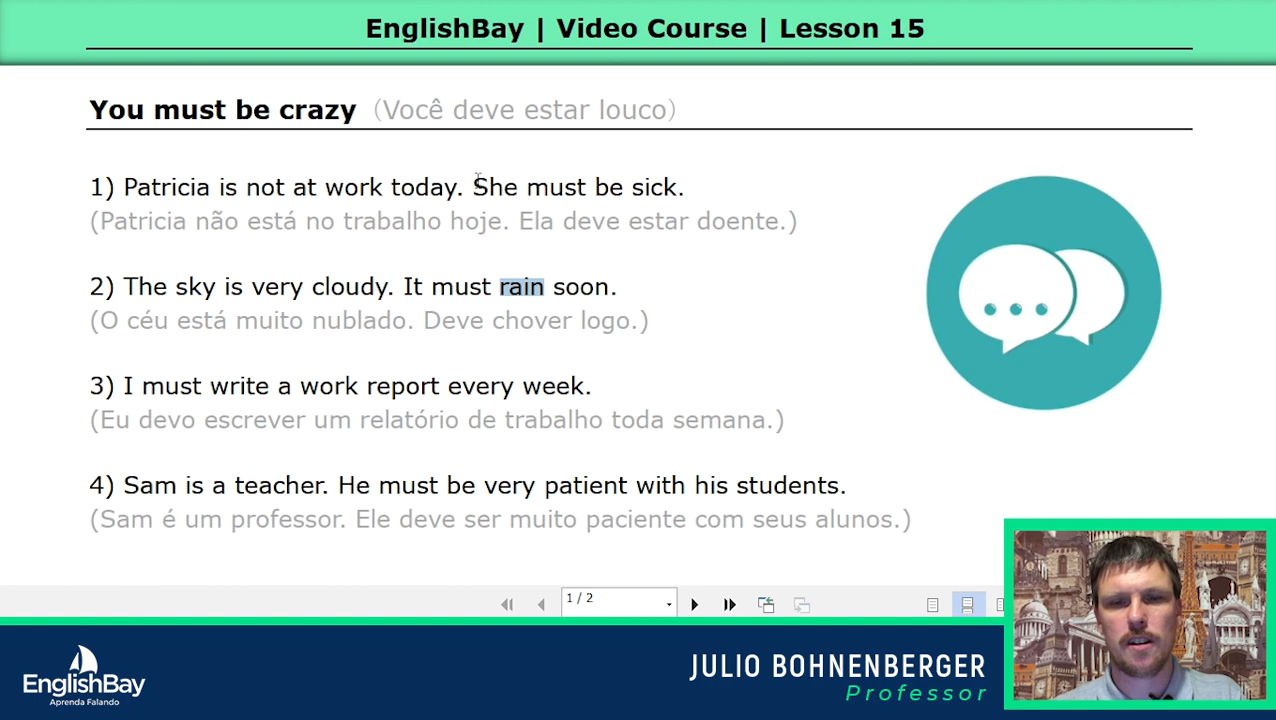 EnglishBay | Video Course | Lesson 15
You must be crazy (Você deve estar louco)
1) Patricia is not at work today. She must be sick.
(Patricia não está no trabalho hoje. Ela deve estar doente.)
2) The sky is very cloudy. It must rain soon.
(O céu está muito nublado. Deve chover logo.)
3) I must write a work report every week.
(Eu devo escrever um relatório de trabalho toda semana.)
4) Sam is a teacher. He must be very patient with his students.
(Sam é um professor. Ele deve ser muito paciente com seus alunos.)
1 / 2
EnglishBay
Aprenda Falando
JULIO BOHNENBERGER
Professor